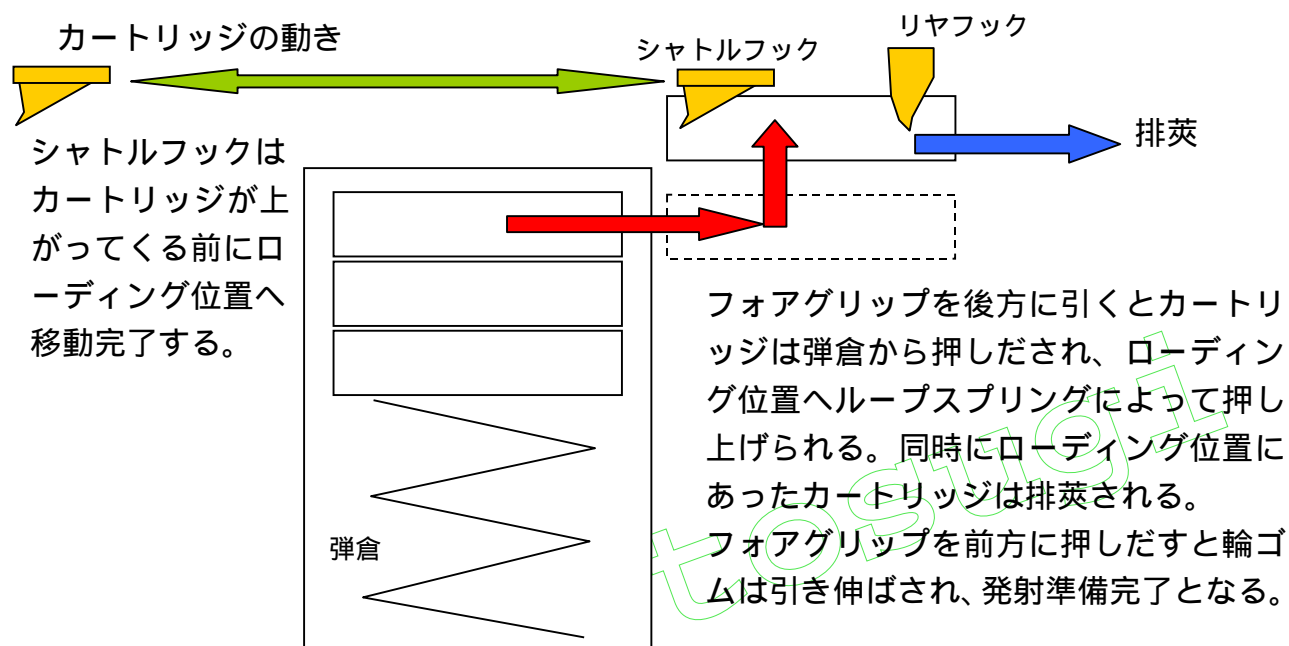 カートリッジの動き
シャトルフック
リヤフック
排莢
シャトルフックは
カートリッジが上
がってくる前にロ
ーディング位置へ
移動完了する。
フォアグリップを後方に引くとカートリ
ッジは弾倉から押しだされ、ローディン
グ位置へループスプリングによって押し
上げられる。同時にローディング位置に
あったカートリッジは排莢される。
フォアグリップを前方に押しだすと輪ゴ
ムは引き伸ばされ、発射準備完了となる。
弾倉
tosugi